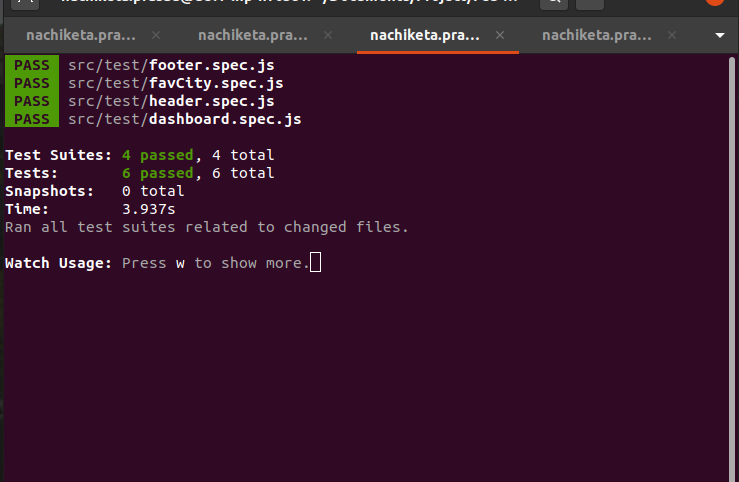 nachiketa.pra... × nachiketa.pra... × nachiketa.pra... × nachiketa.pra... ×
PASS src/test/footer.spec.js
PASS src/test/favCity.spec.js
PASS src/test/header.spec.js
PASS src/test/dashboard.spec.js
Test Suites: 4 passed, 4 total
Tests: 6 passed, 6 total
Snapshots: 0 total
Time: 3.937s
Ran all test suites related to changed files.
Watch Usage: Press w to show more.